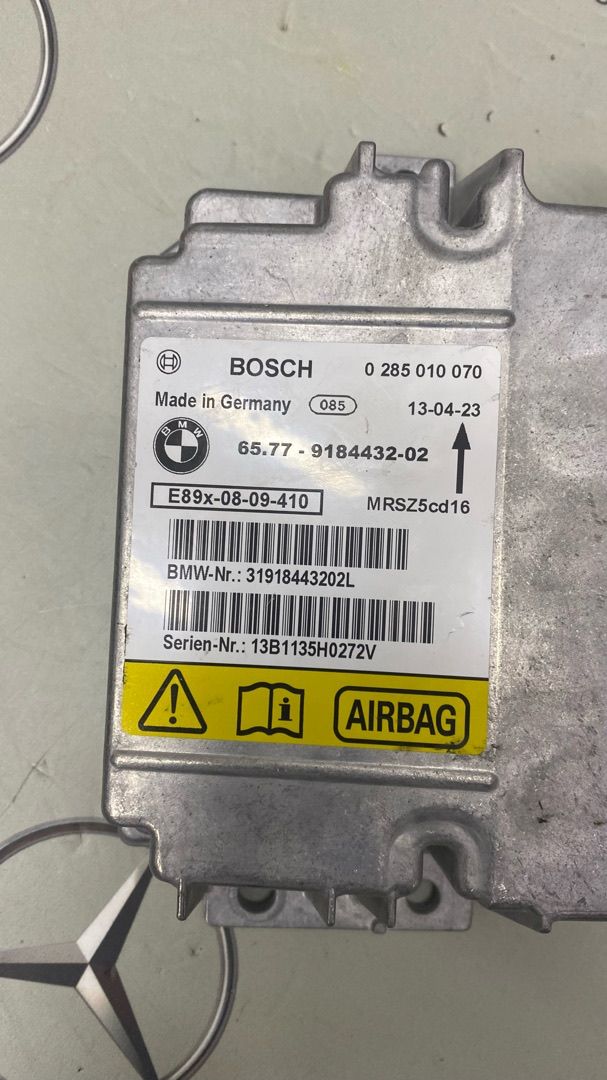 BOSCH 0 285 010 070
Made in Germany 085 13-04-23
BMW
65.77 - 9184432-02
E89x-08-09-410 MRSZ5cd16
BMW-Nr.: 31918443202L
Serien-Nr.: 13B1135H0272V
AIRBAG